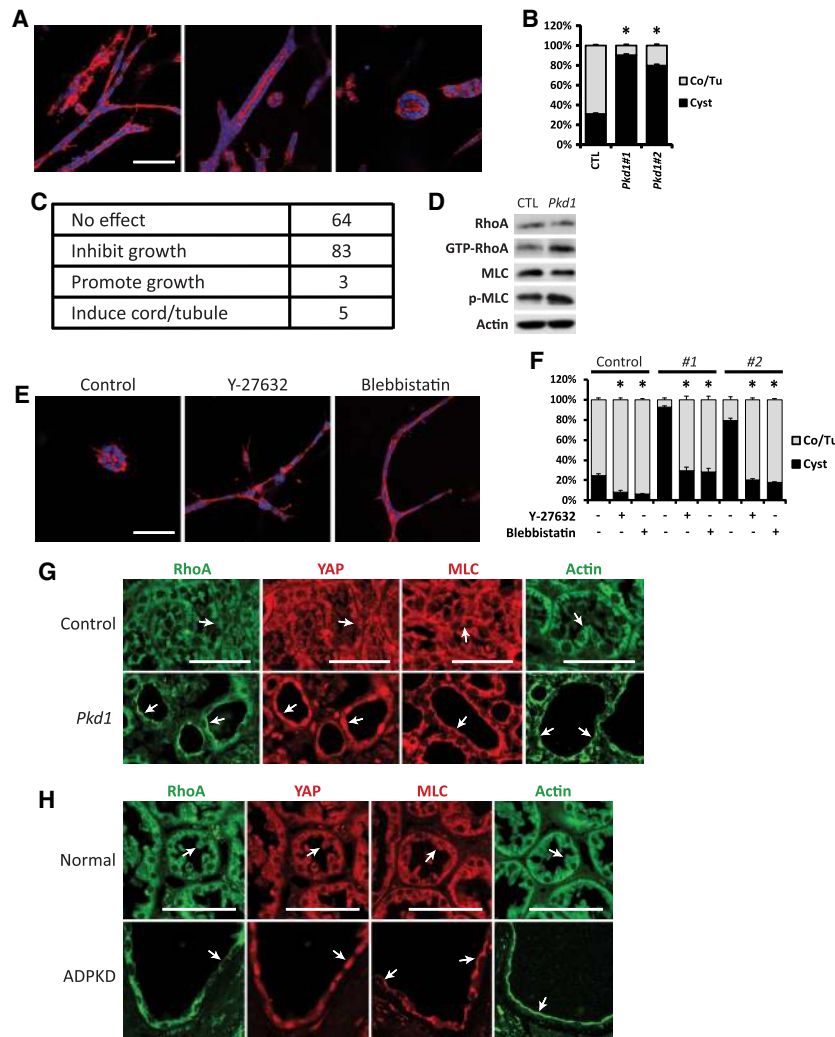 A
B
120%
100%
80%
60%
40%
20%
0%
* *
Co/Tu
Cyst
CTL
Pkd1#1
Pkd1#2
C
No effect 64
Inhibit growth 83
Promote growth 3
Induce cord/tubule 5
D
CTL Pkd1
RhoA
GTP-RhoA
MLC
p-MLC
Actin
E
Control Y-27632 Blebbistatin
F
Control #1 #2
120%
100%
80%
60%
40%
20%
0%
* * * * * *
Co/Tu
Cyst
Y-27632 - + - - + - - + -
Blebbistatin - - + - - + - - +
G
RhoA YAP MLC Actin
Control
Pkd1
H
RhoA YAP MLC Actin
Normal
ADPKD